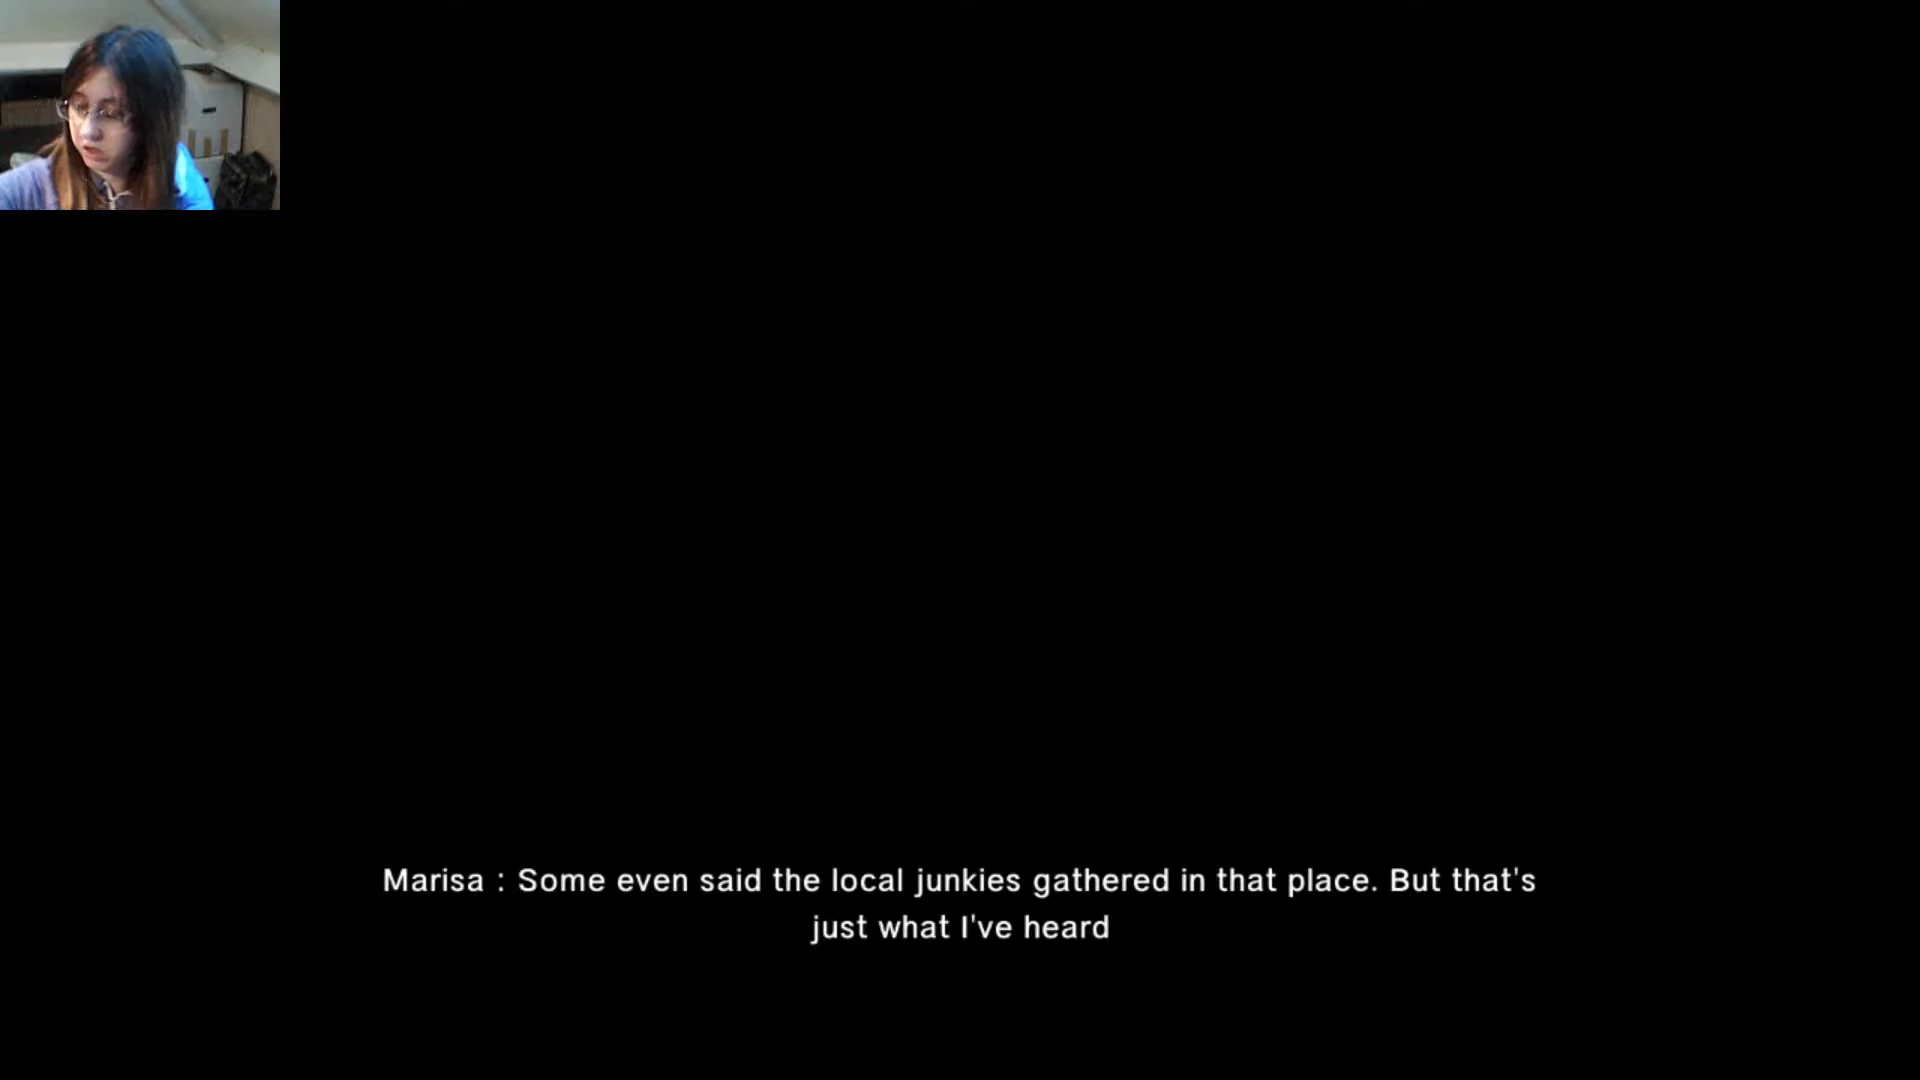 Marisa : Some even said the local junkies gathered in that place. But that's
just what I've heard